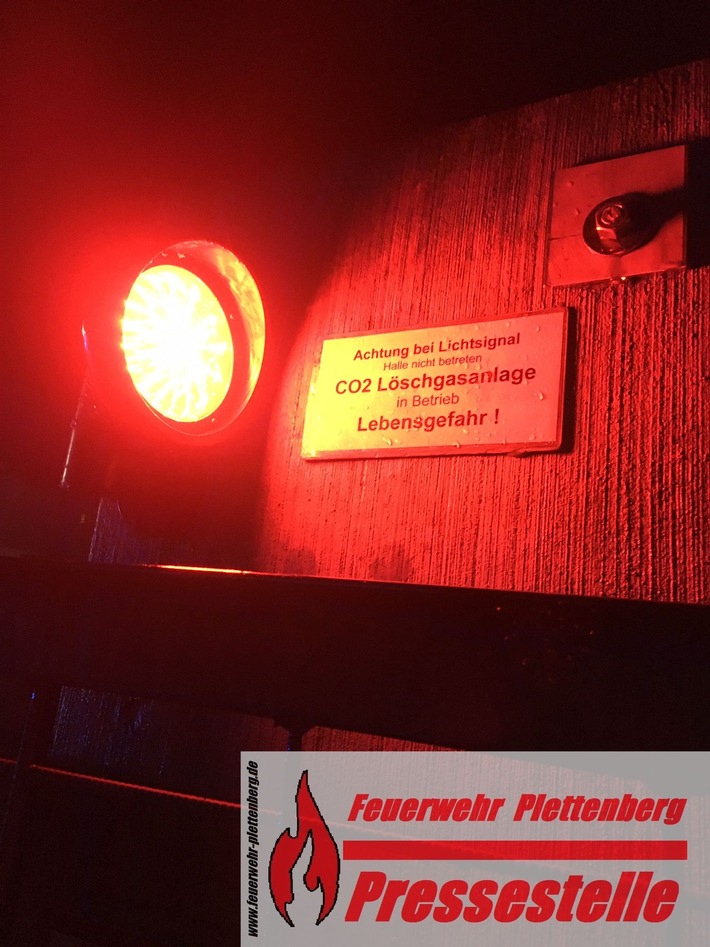 Achtung bei Lichtsignal
Halle nicht betreten
CO2 Löschgasanlage
in Betrieb
Lebensgefahr !
www.feuerwehr-plettenberg.de
Feuerwehr Plettenberg
Pressestelle